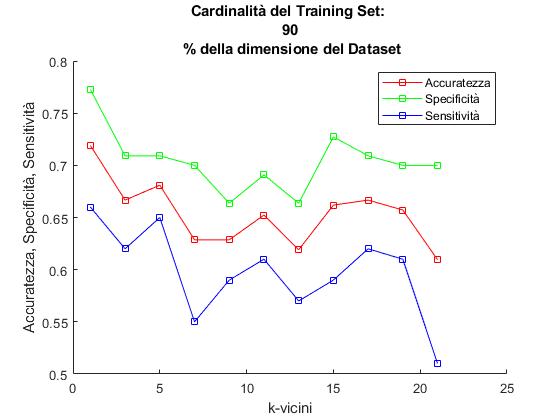 Cardinalità del Training Set:
90
% della dimensione del Dataset
Accuratezza
Specificità
Sensitività
Accuratezza, Specificità, Sensitività
0.8
0.75
0.7
0.65
0.6
0.55
0.5
0 5 10 15 20 25
k-vicini